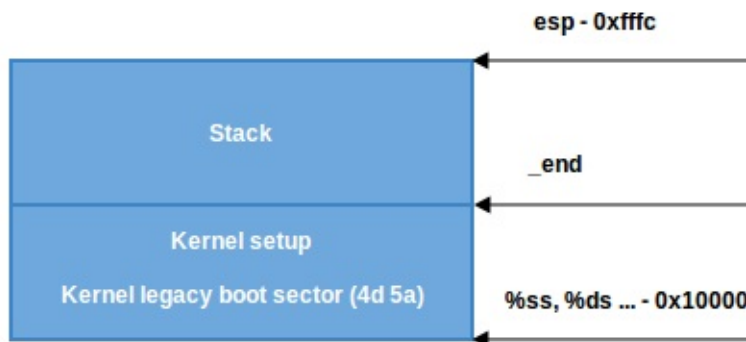 esp - 0xfffc
Stack
_end
Kernel setup
Kernel legacy boot sector (4d 5a)
%ss, %ds ... - 0x10000